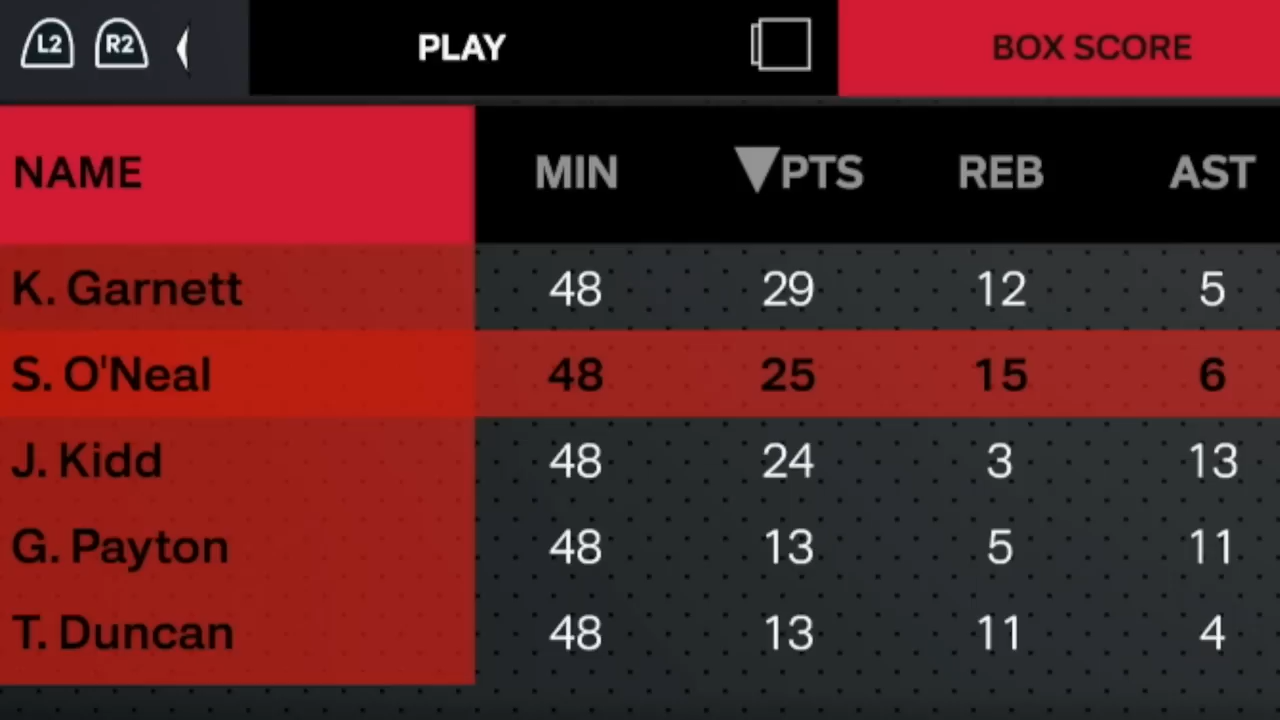 L2 R2 PLAY BOX SCORE
NAME MIN ▼PTS REB AST
K. Garnett 48 29 12 5
S. O'Neal 48 25 15 6
J. Kidd 48 24 3 13
G. Payton 48 13 5 11
T. Duncan 48 13 11 4